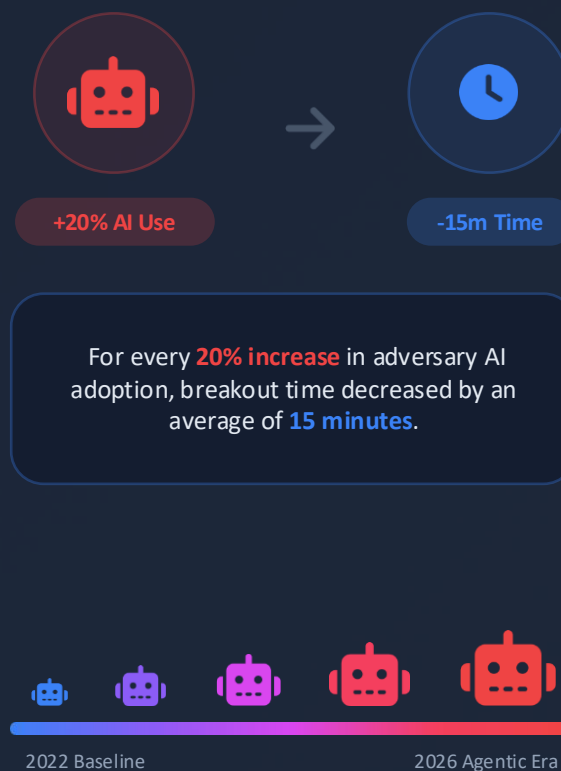 +20% AI Use
-15m Time
For every 20% increase in adversary AI
adoption, breakout time decreased by an
average of 15 minutes.
2022 Baseline
2026 Agentic Era